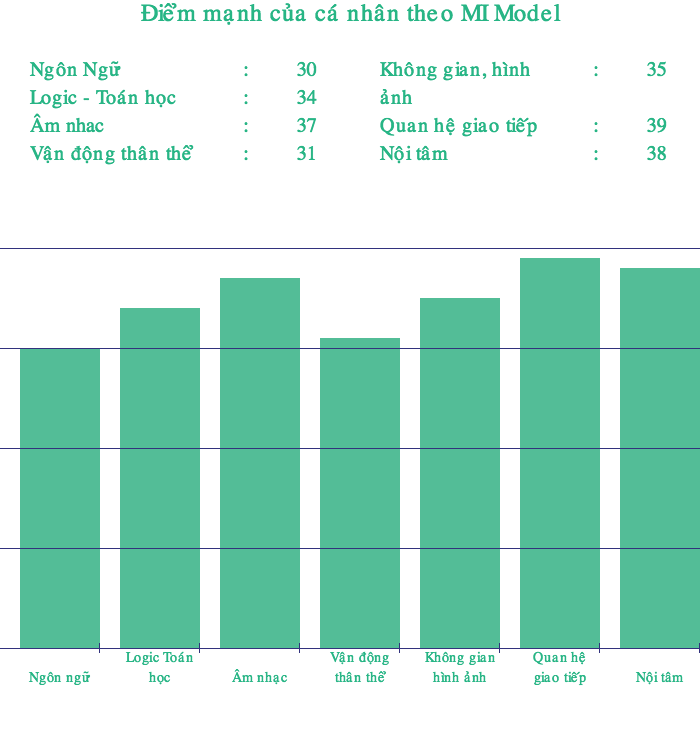 Điểm mạnh của cá nhân theo MI Model
Ngôn Ngữ : 30
Logic - Toán học : 34
Âm nhac : 37
Vận động thân thể : 31
Không gian, hình : 35
ảnh
Quan hệ giao tiếp : 39
Nội tâm : 38
Ngôn ngữ
Logic Toán
học
Âm nhạc
Vận động
thân thể
Không gian
hình ảnh
Quan hệ
giao tiếp
Nội tâm